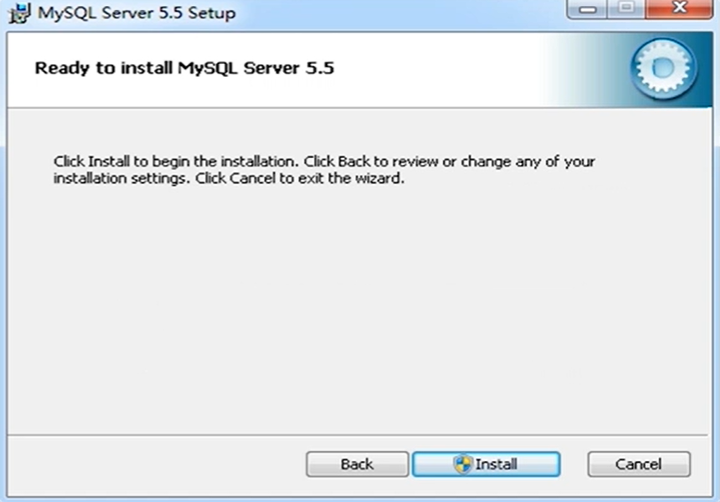 MySQL Server 5.5 Setup
Ready to install MySQL Server 5.5
Click Install to begin the installation. Click Back to review or change any of your
installation settings. Click Cancel to exit the wizard.
Back
Install
Cancel